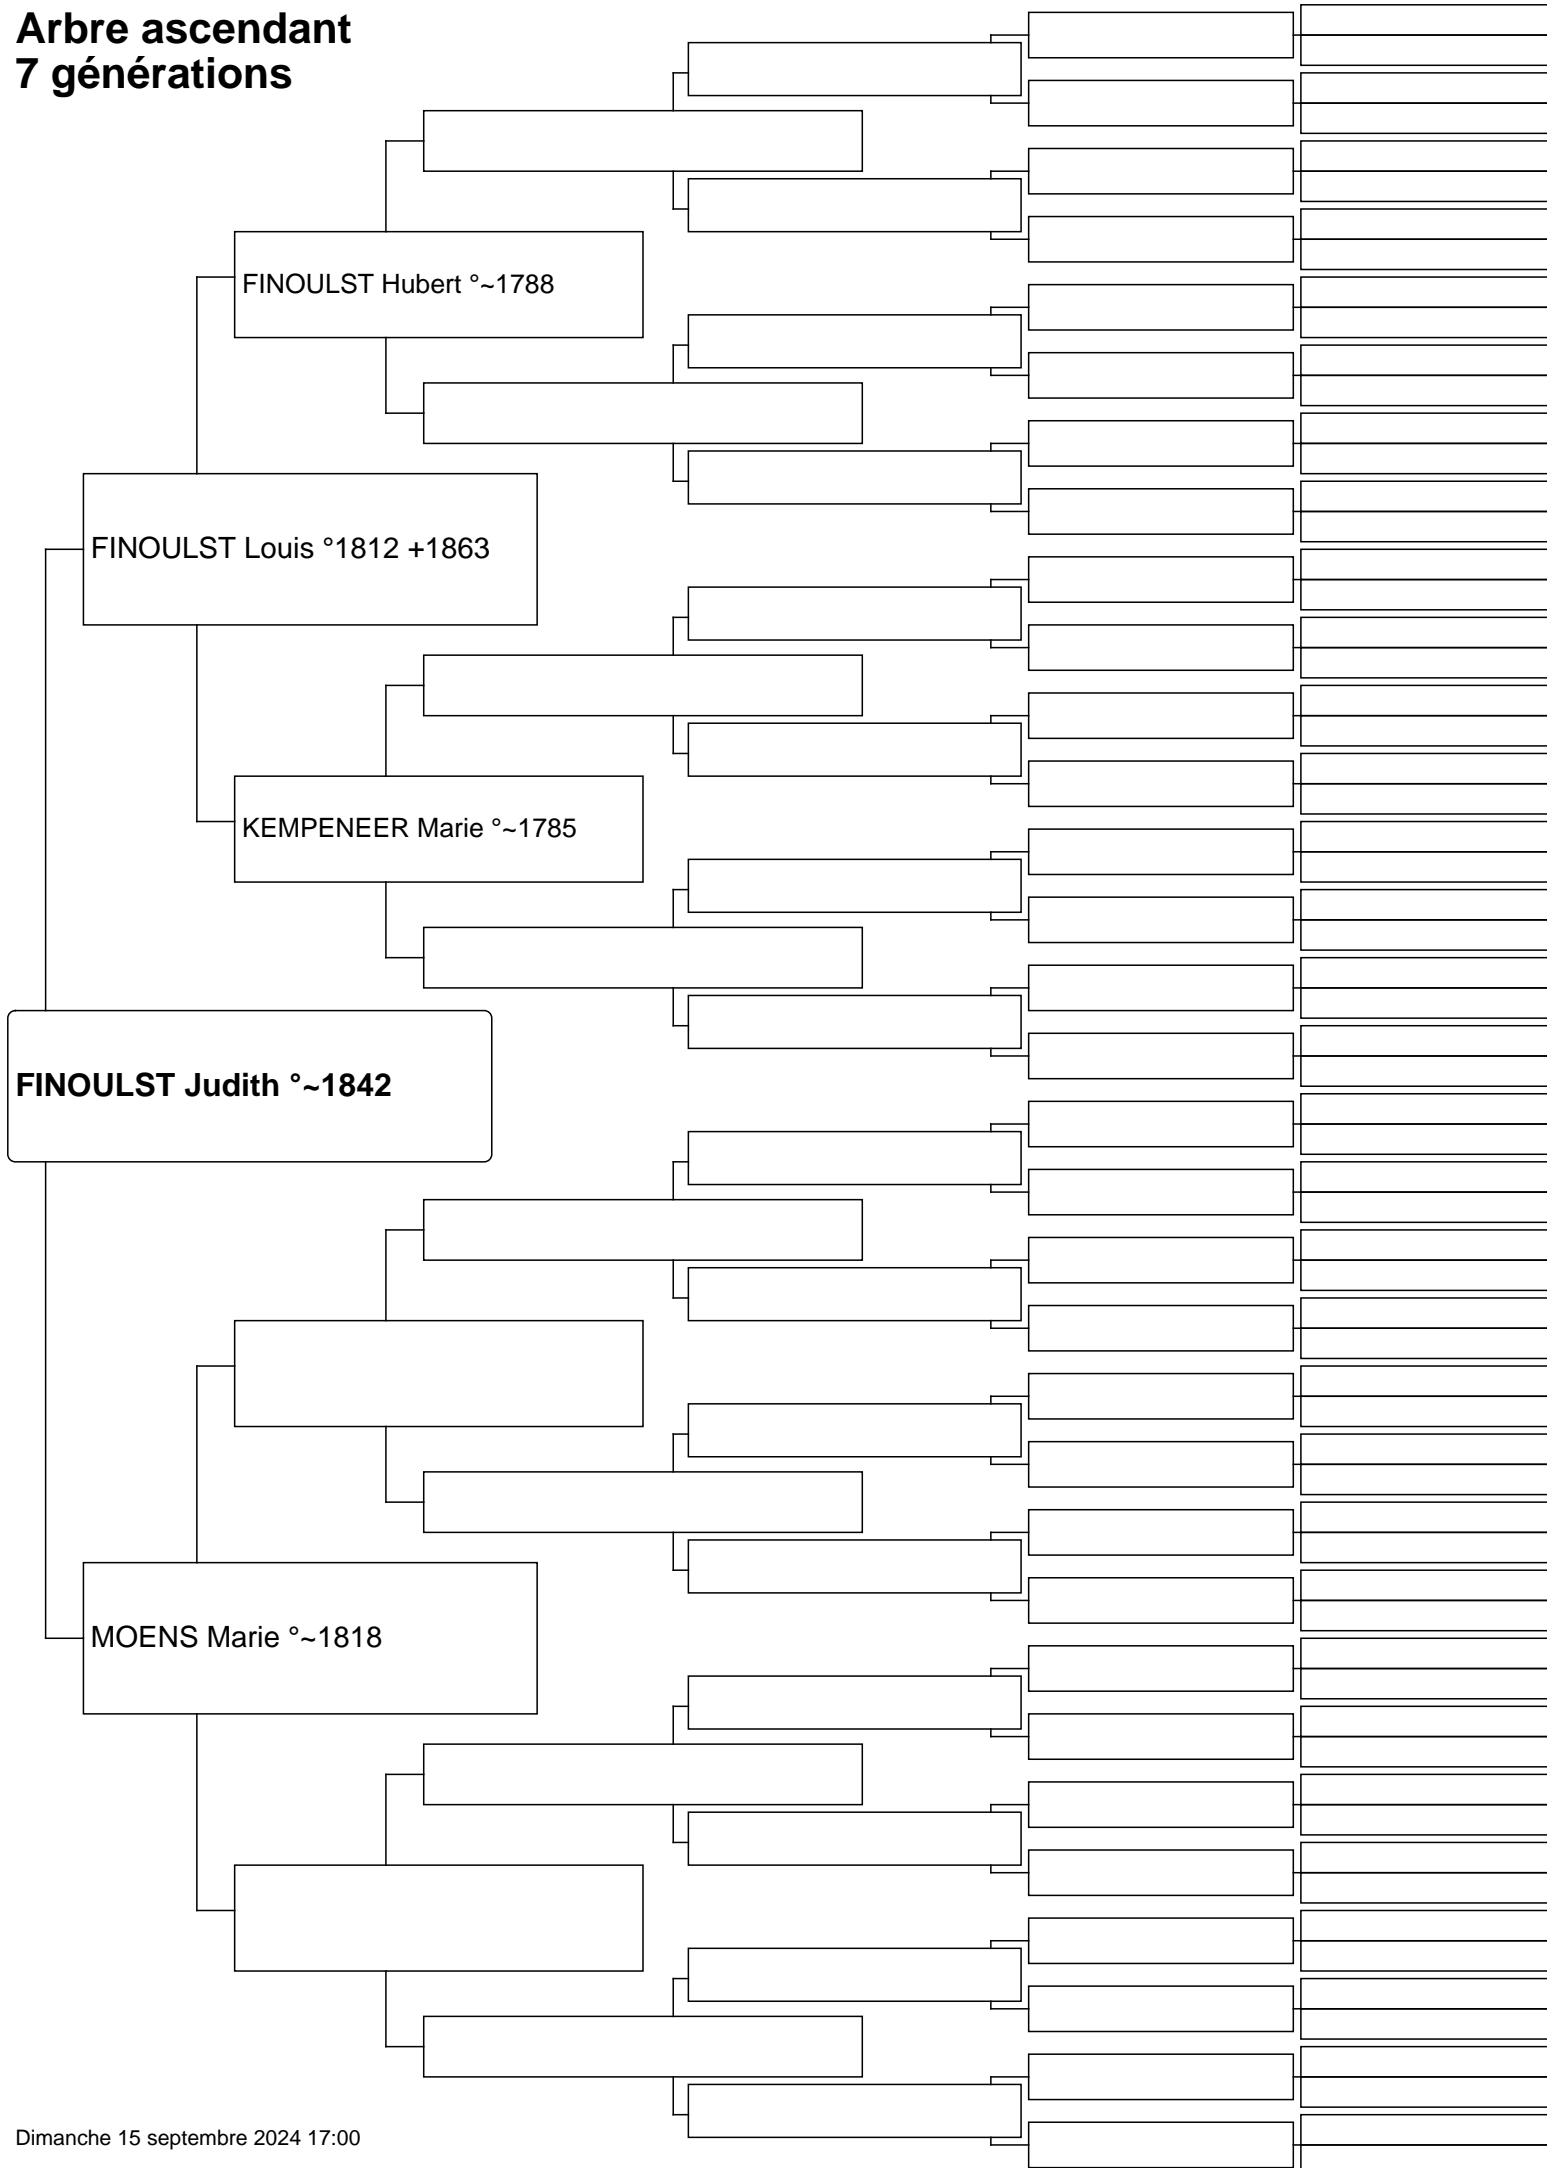 Arbre ascendant
7 générations
FINOULST Hubert °~1788
FINOULST Louis °1812 +1863
KEMPENEER Marie °~1785
FINOULST Judith °~1842
MOENS Marie °~1818
Dimanche 15 septembre 2024 17:00